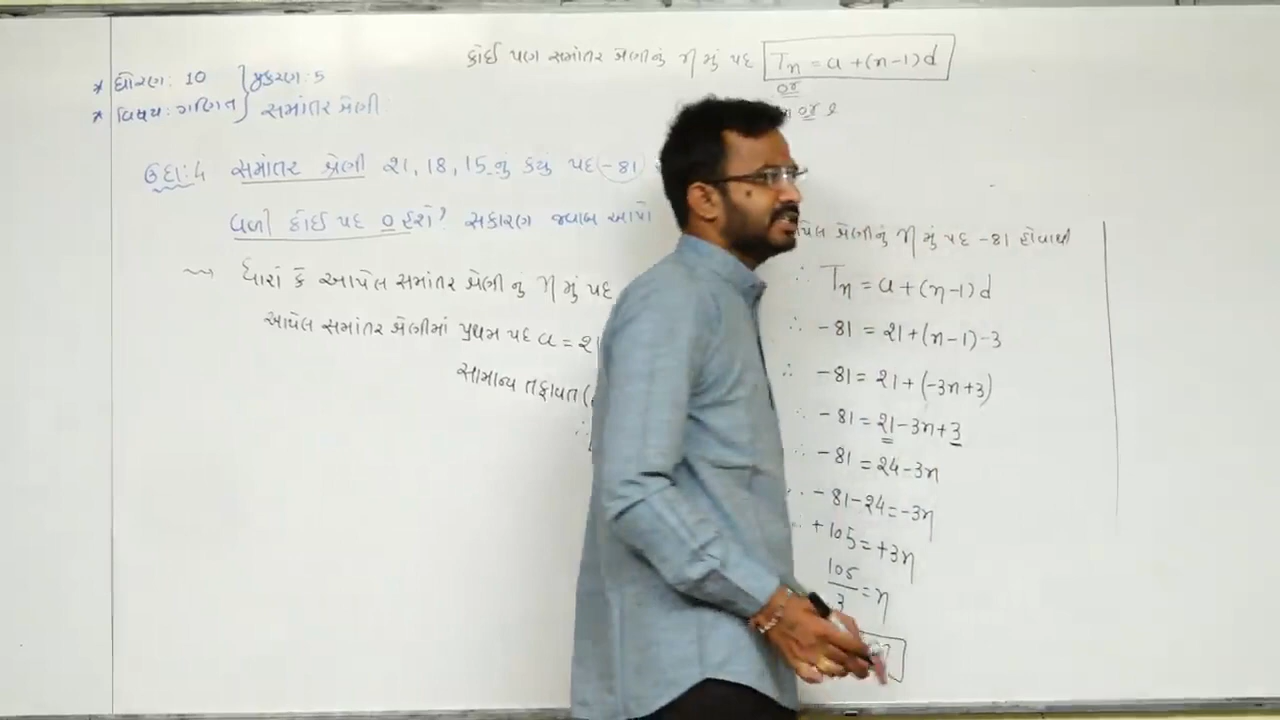 કોઈ પણ સમાંતર શ્રેણીનું n મું પદ Tn = a + (n-1)d
or
or l
* ધોરણ: 10 } પ્રકરણ: 5
* વિષય: ગણિત } સમાંતર શ્રેણી
ઉદા: 4 સમાંતર શ્રેણી 21, 18, 15.. નું કયું પદ -81
વળી કોઈ પદ 0 હશે? સકારણ જવાબ આપો
ધારો કે આપેલ સમાંતર શ્રેણી નું n મું પદ
આપેલ સમાંતર શ્રેણીમાં પ્રથમ પદ a = 21
સામાન્ય તફાવત (
∴
શ્રેણીનું n મું પદ -81 હોવાથી
∴ Tn = a + (n-1)d
∴ -81 = 21 + (n-1)-3
∴ -81 = 21 + (-3n+3)
∴ -81 = 21 - 3n + 3
∴ -81 = 24 - 3n
∴ -81 - 24 = -3n
∴ +105 = +3n
105/3 = n